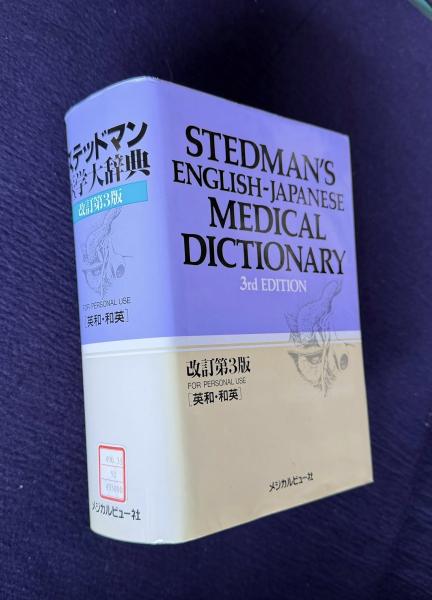 ステッドマン
医学大辞典
改訂第3版
FOR PERSONAL USE
[英和・和英]
メジカルビュー社
STEDMAN'S
ENGLISH-JAPANESE
MEDICAL
DICTIONARY
3rd EDITION
改訂第3版
FOR PERSONAL USE
[英和・和英]
メジカルビュー社